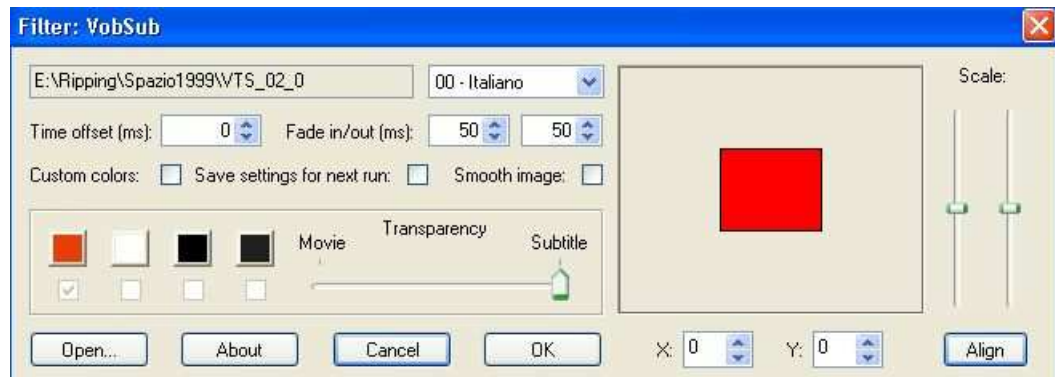 Filter: VobSub
E:\Ripping\Spazio1999\VTS_02_0
00 - Italiano
Scale:
Time offset (ms): 0 Fade in/out (ms): 50 50
Custom colors: Save settings for next run: Smooth image:
Transparency
Movie Subtitle
Open... About Cancel OK X: 0 Y: 0 Align